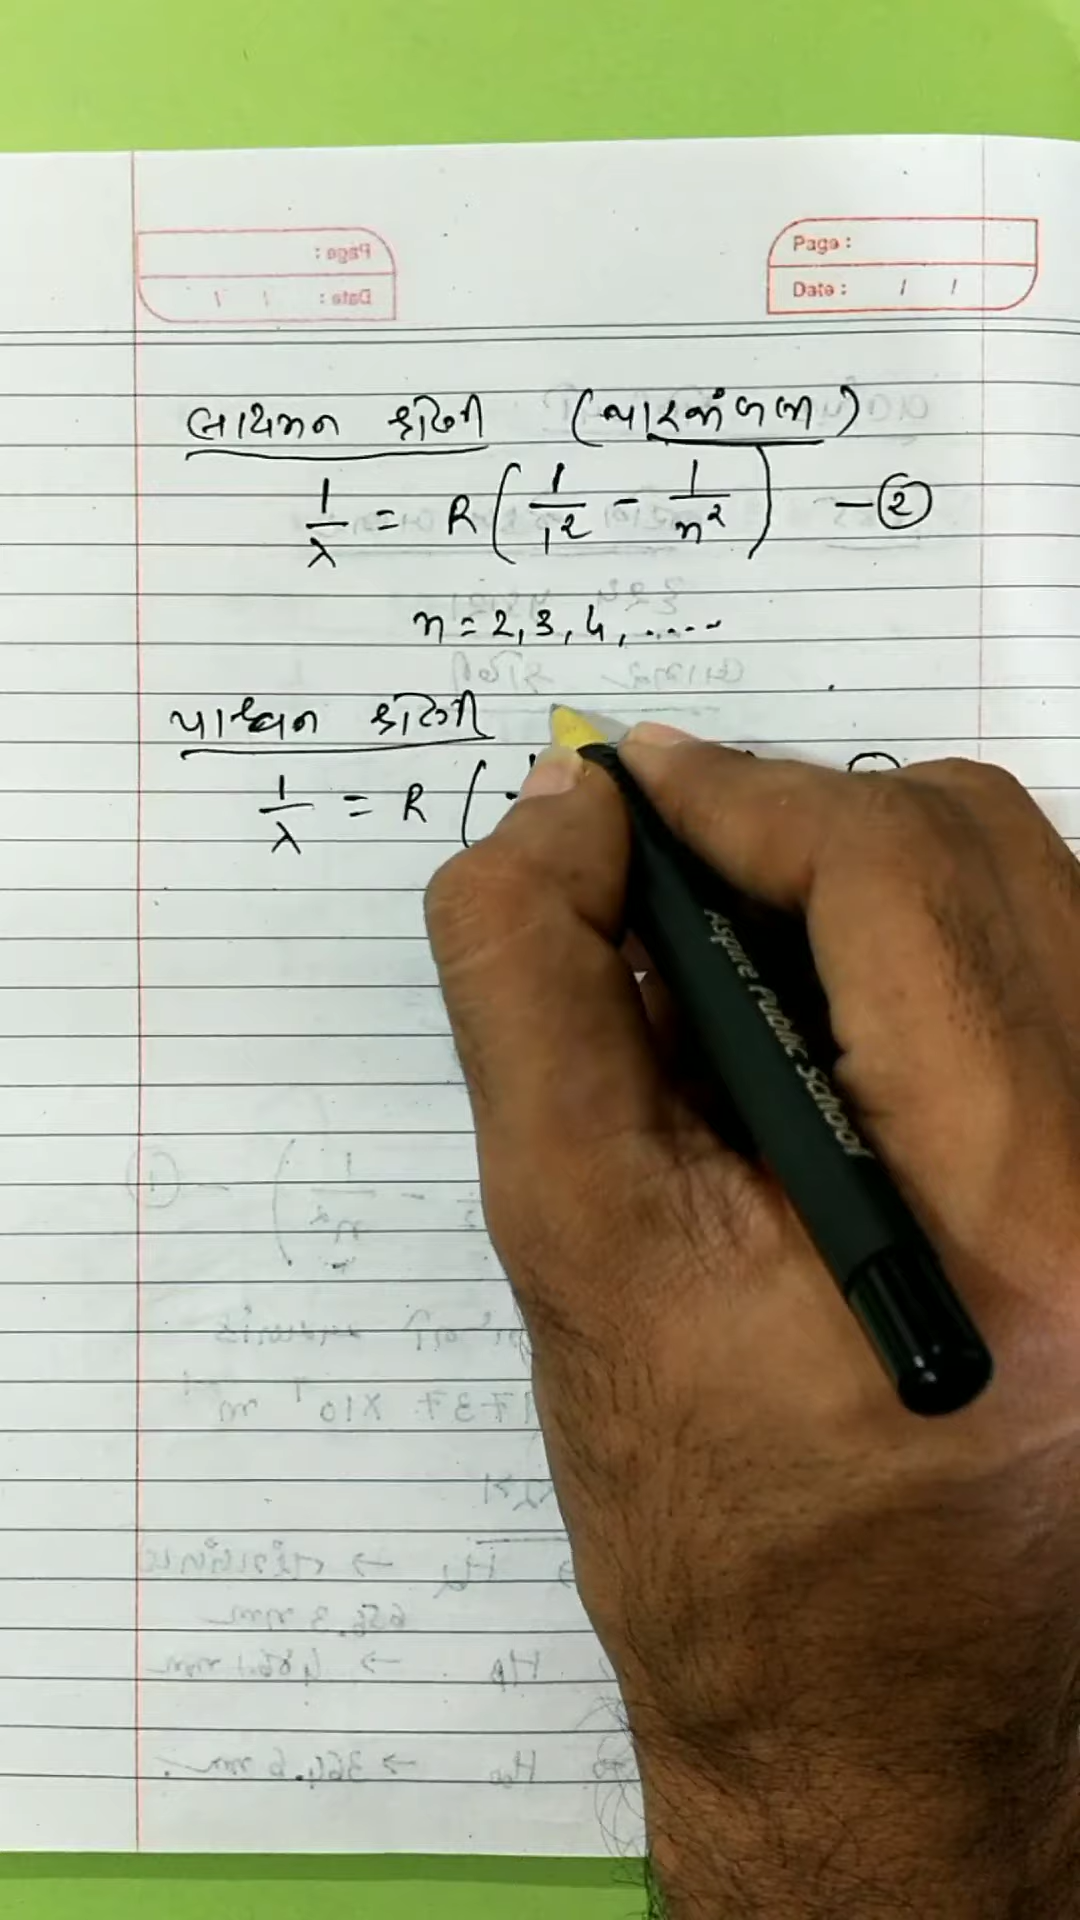 Page :
Date : / /
લાયમન શ્રેણી (પારજાંબલી)
1/λ = R ( 1/1² - 1/n² ) - ②
n = 2, 3, 4, .....
પાશ્ચન શ્રેણી
1/λ = R (
Aspire Public School